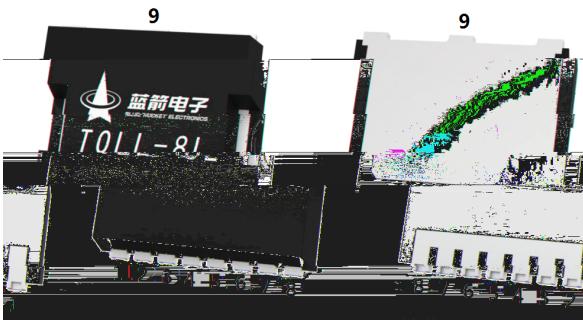 9
9
蓝箭电子
BLUE ROCKET ELECTRONICS
TOLL-8L